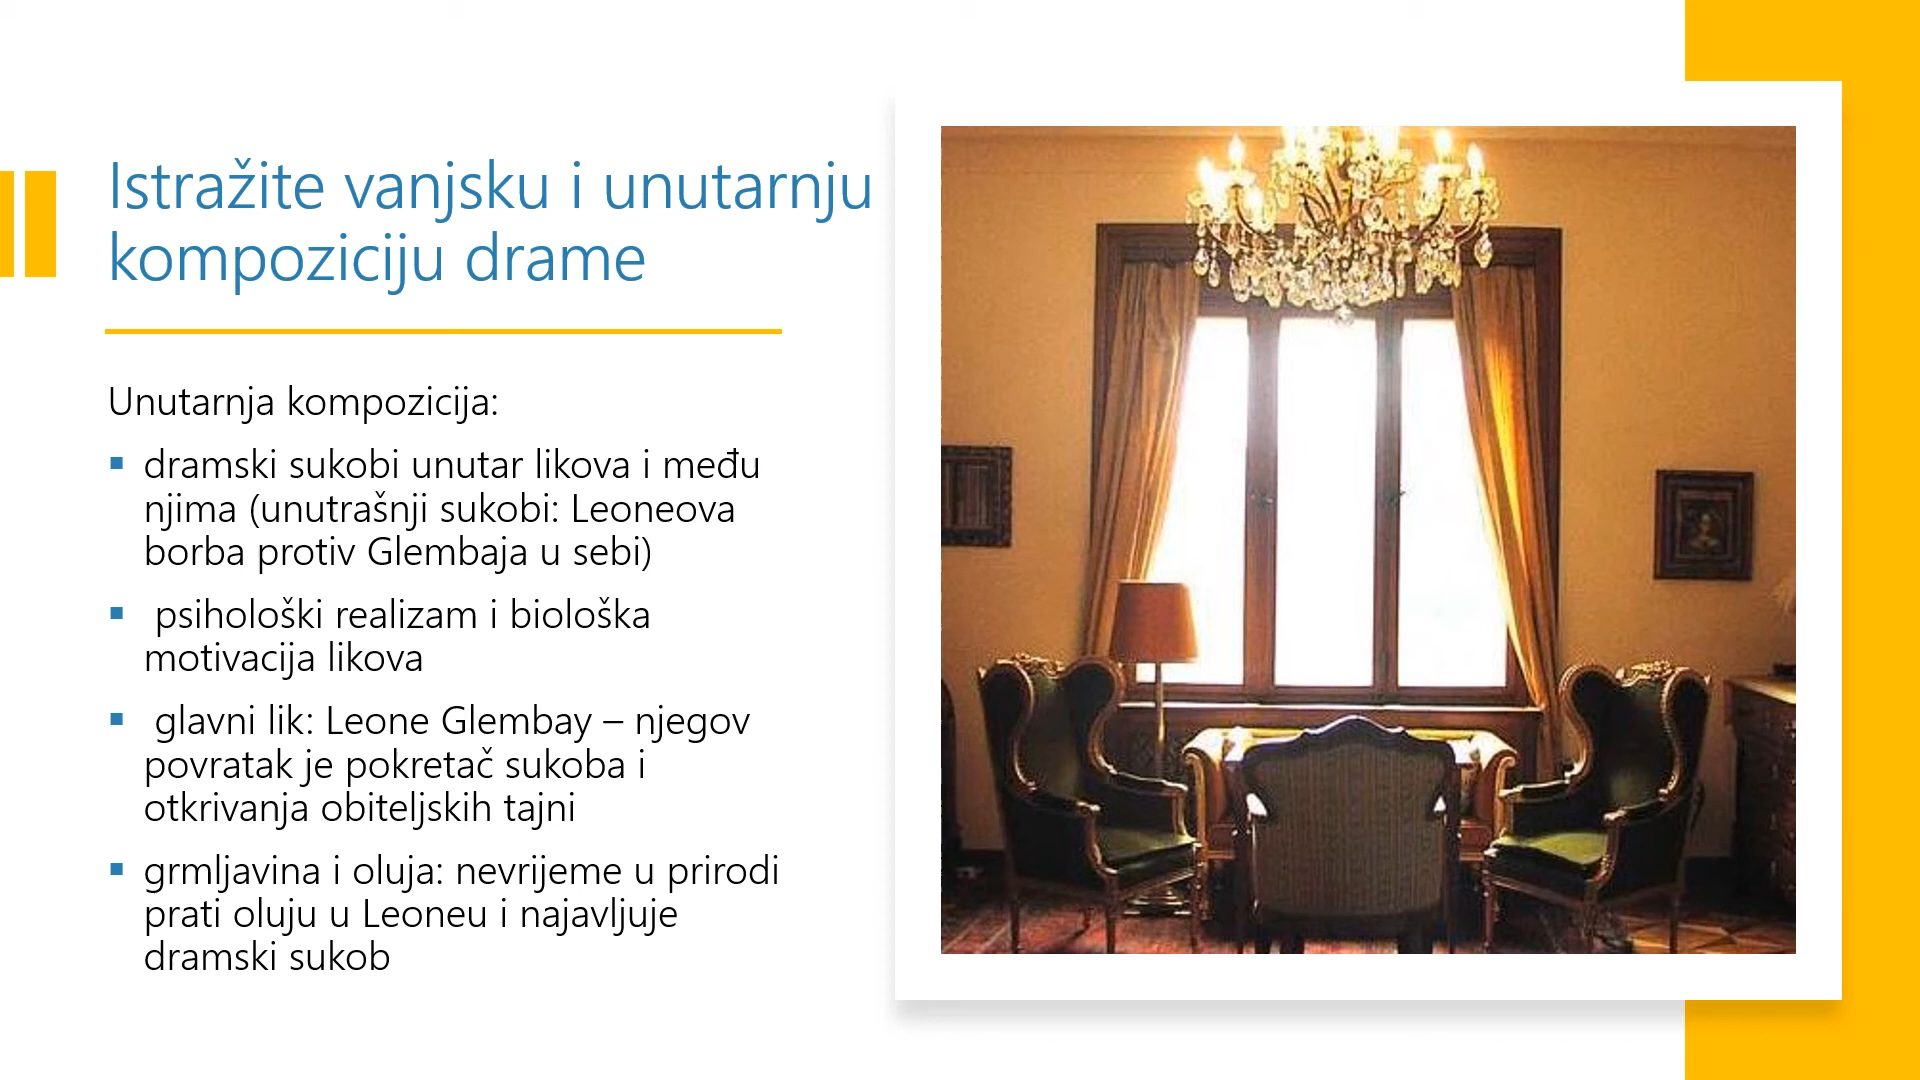 Istražite vanjsku i unutarnju
kompoziciju drame
Unutarnja kompozicija:
▪ dramski sukobi unutar likova i među
njima (unutrašnji sukobi: Leoneova
borba protiv Glembaja u sebi)
▪ psihološki realizam i biološka
motivacija likova
▪ glavni lik: Leone Glembay – njegov
povratak je pokretač sukoba i
otkrivanja obiteljskih tajni
▪ grmljavina i oluja: nevrijeme u prirodi
prati oluju u Leoneu i najavljuje
dramski sukob